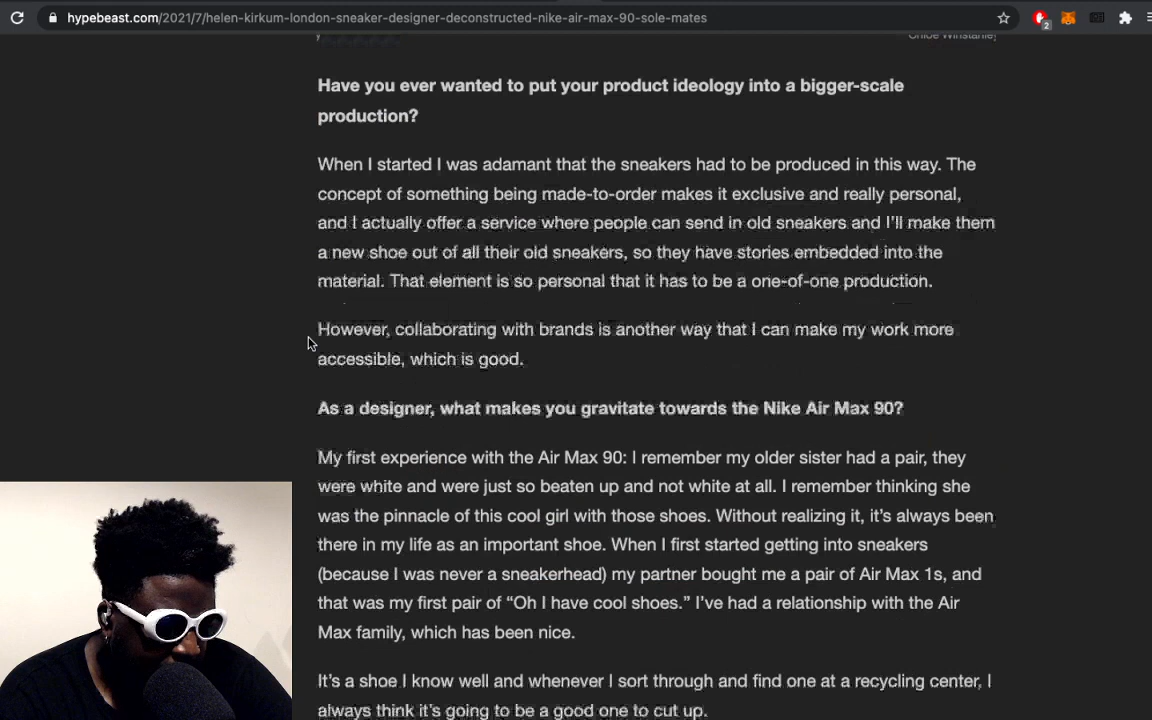 hypebeast.com/2021/7/helen-kirkum-london-sneaker-designer-deconstructed-nike-air-max-90-sole-mates
2
Have you ever wanted to put your product ideology into a bigger-scale
production?
When I started I was adamant that the sneakers had to be produced in this way. The
concept of something being made-to-order makes it exclusive and really personal,
and I actually offer a service where people can send in old sneakers and I'll make them
a new shoe out of all their old sneakers, so they have stories embedded into the
material. That element is so personal that it has to be a one-of-one production.
However, collaborating with brands is another way that I can make my work more
accessible, which is good.
As a designer, what makes you gravitate towards the Nike Air Max 90?
My first experience with the Air Max 90: I remember my older sister had a pair, they
were white and were just so beaten up and not white at all. I remember thinking she
was the pinnacle of this cool girl with those shoes. Without realizing it, it's always been
there in my life as an important shoe. When I first started getting into sneakers
(because I was never a sneakerhead) my partner bought me a pair of Air Max 1s, and
that was my first pair of “Oh I have cool shoes.” I've had a relationship with the Air
Max family, which has been nice.
It's a shoe I know well and whenever I sort through and find one at a recycling center, I
always think it's going to be a good one to cut up.